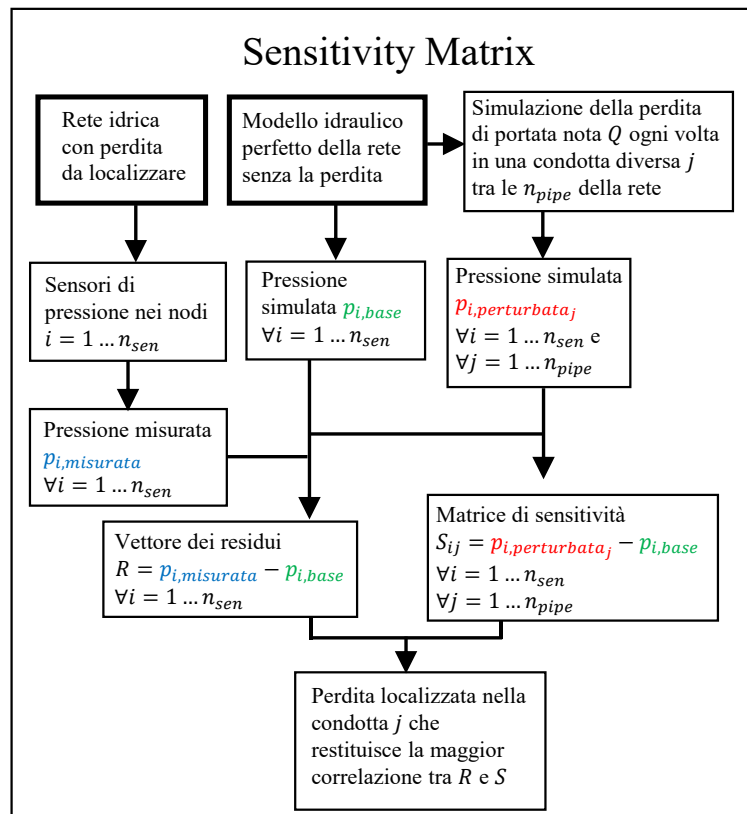 Sensitivity Matrix
Rete idrica
con perdita
da localizzare
Modello idraulico
perfetto della rete
senza la perdita
Simulazione della perdita
di portata nota Q ogni volta
in una condotta diversa j
tra le n_pipe della rete
Sensori di
pressione nei nodi
i = 1 … n_sen
Pressione
simulata p_i,base
∀i = 1 … n_sen
Pressione simulata
p_i,perturbata_j
∀i = 1 … n_sen e
∀j = 1 … n_pipe
Pressione misurata
p_i,misurata
∀i = 1 … n_sen
Vettore dei residui
R = p_i,misurata − p_i,base
∀i = 1 … n_sen
Matrice di sensitività
S_ij = p_i,perturbata_j − p_i,base
∀i = 1 … n_sen
∀j = 1 … n_pipe
Perdita localizzata nella
condotta j che
restituisce la maggior
correlazione tra R e S